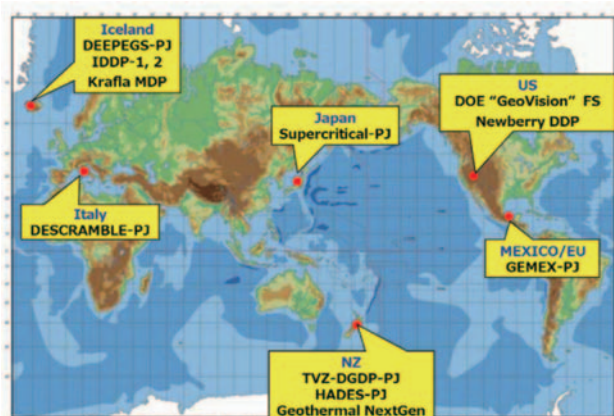 Iceland
DEEPEGS-PJ
IDDP-1, 2
Krafla MDP
US
DOE "GeoVision" FS
Newberry DDP
Japan
Supercritical-PJ
Italy
DESCRAMBLE-PJ
MEXICO/EU
GEMEX-PJ
NZ
TVZ-DGDP-PJ
HADES-PJ
Geothermal NextGen